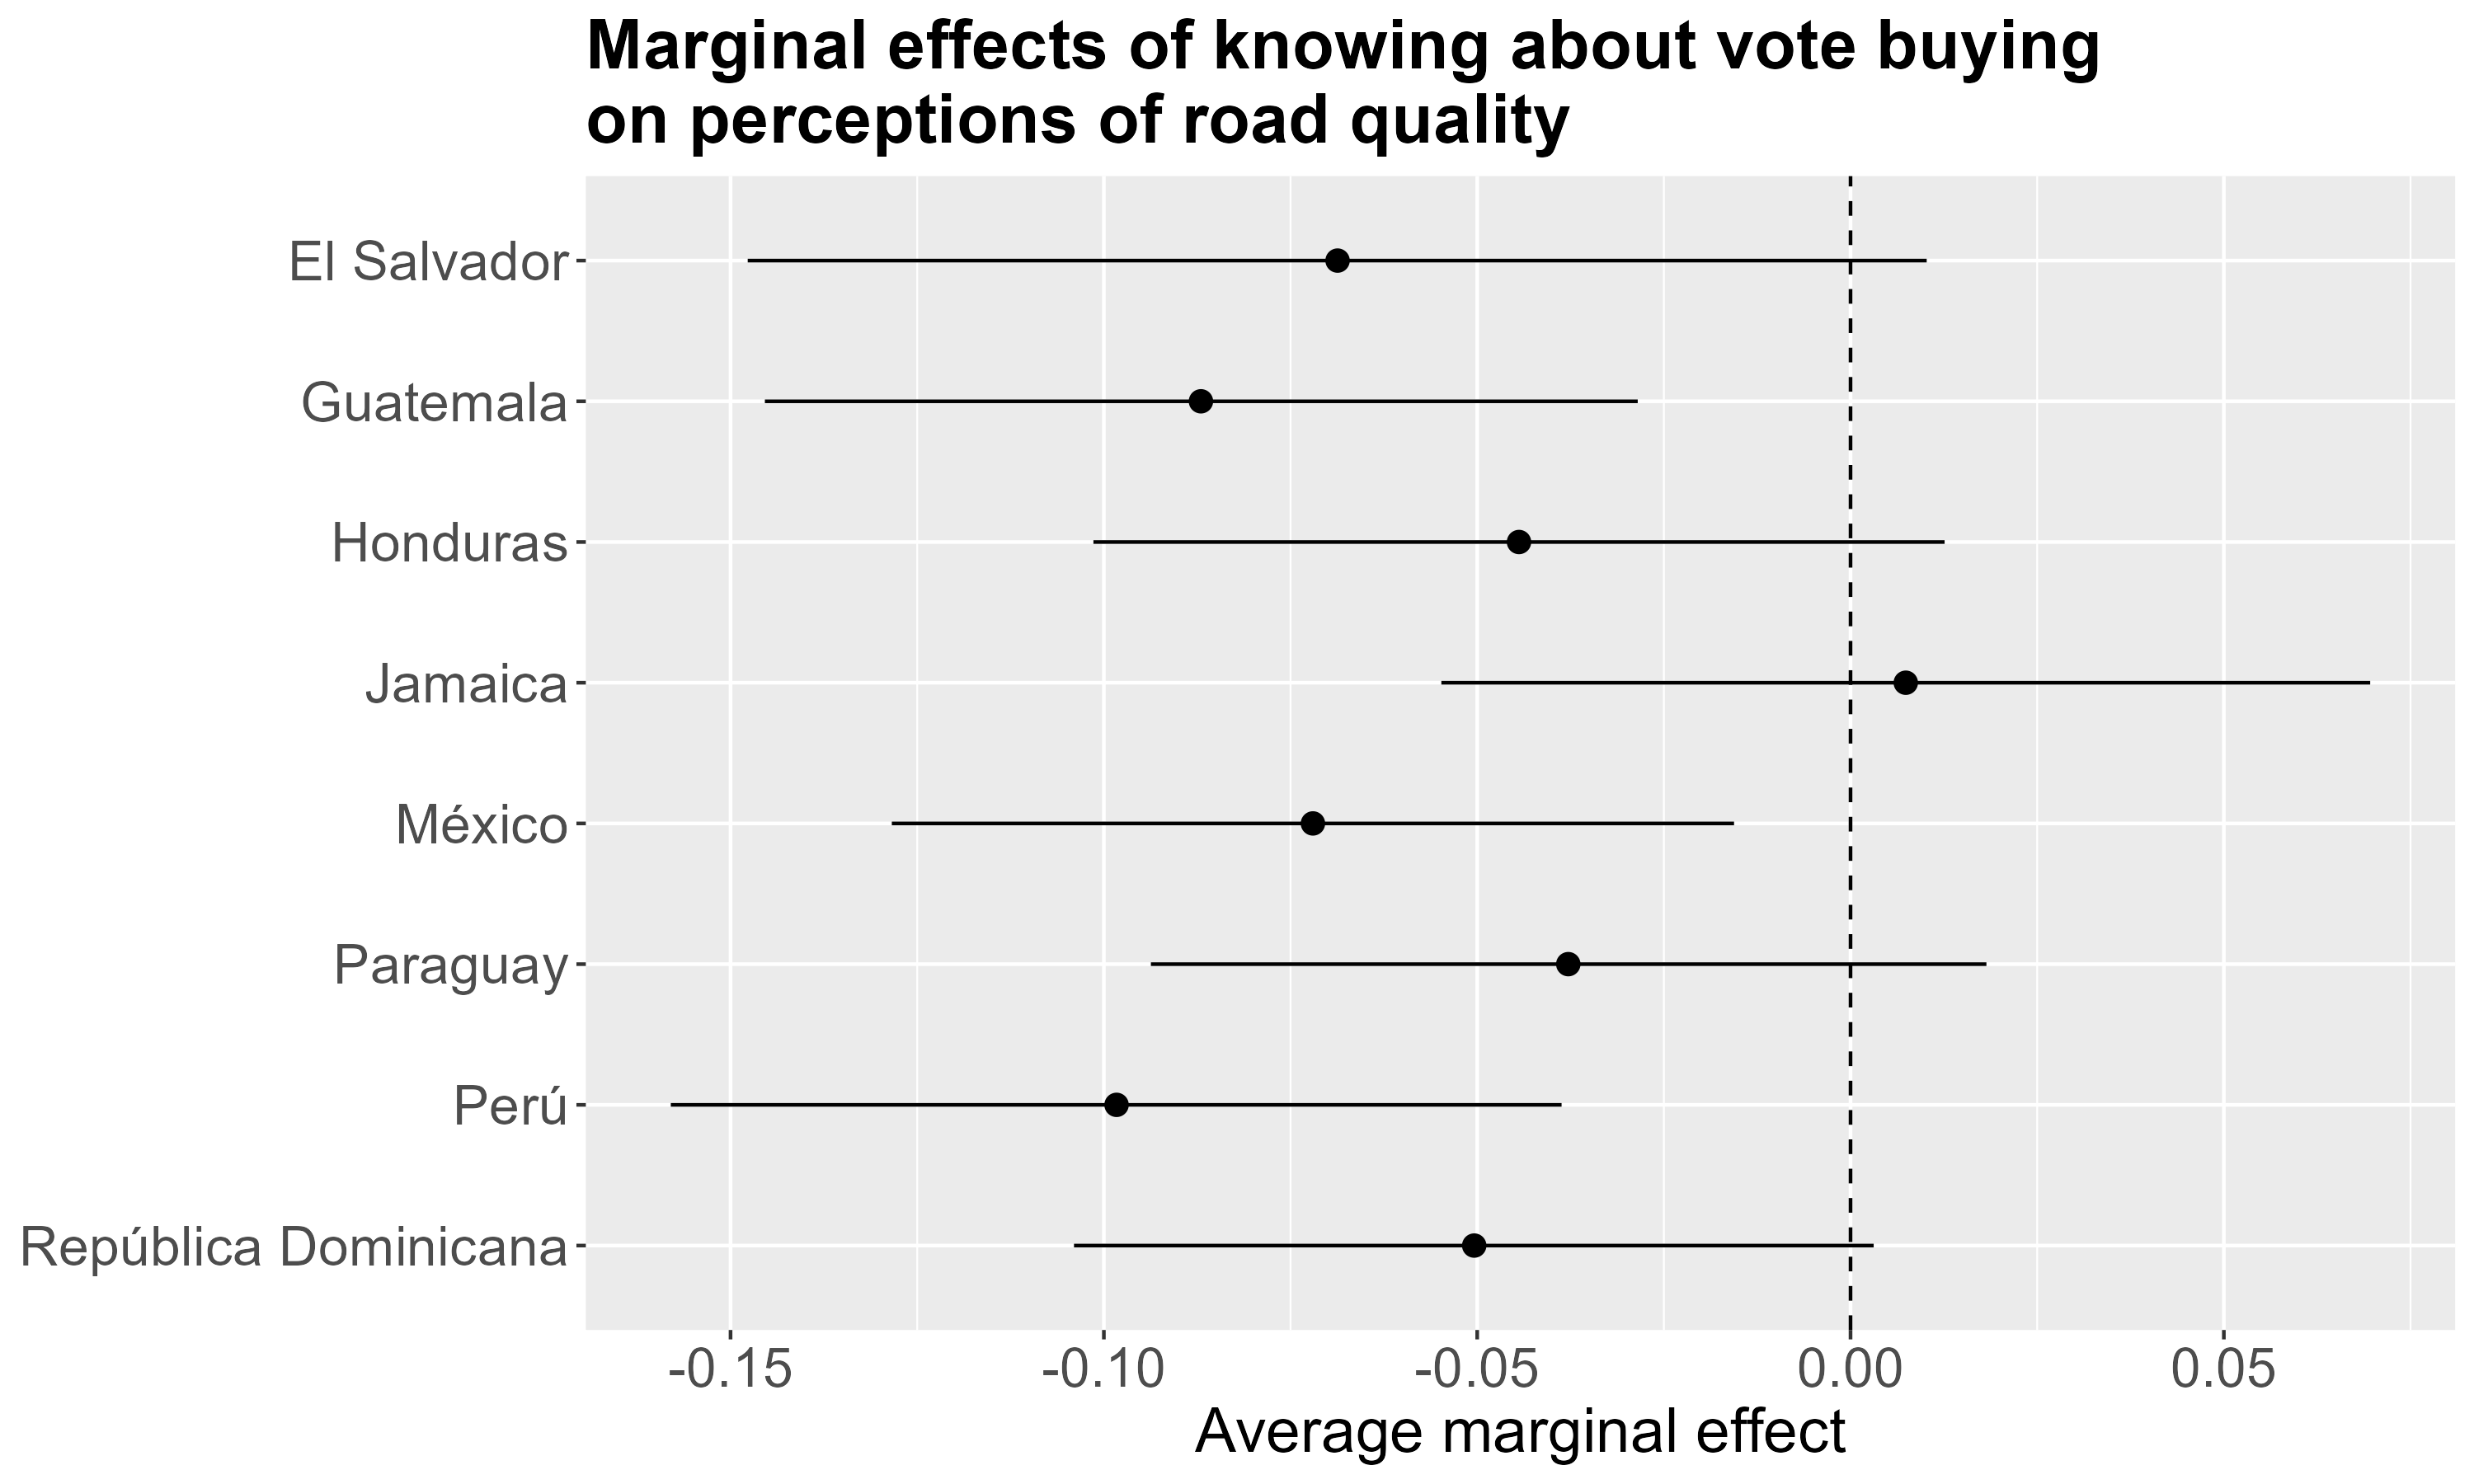 Marginal effects of knowing about vote buying
on perceptions of road quality
El Salvador
Guatemala
Honduras
Jamaica
México
Paraguay
Perú
República Dominicana
-0.15 -0.10 -0.05 0.00 0.05
Average marginal effect